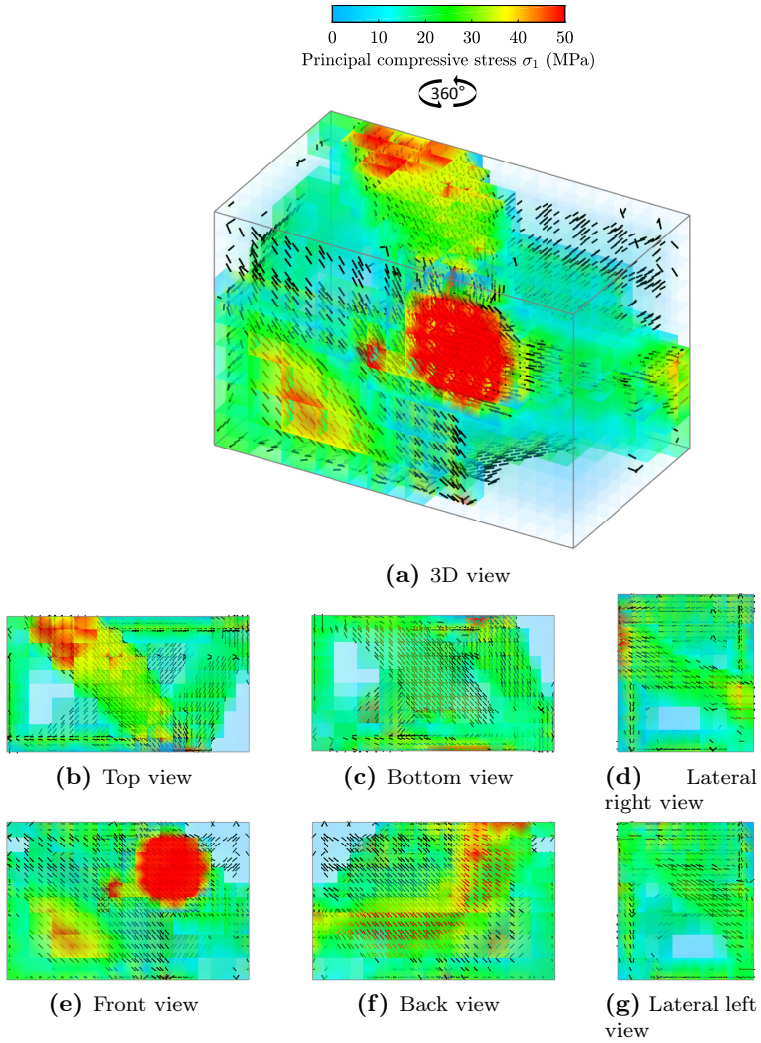 0 10 20 30 40 50
Principal compressive stress σ₁ (MPa)
360°
(a) 3D view
(b) Top view
(c) Bottom view
(d) Lateral
right view
(e) Front view
(f) Back view
(g) Lateral left
view